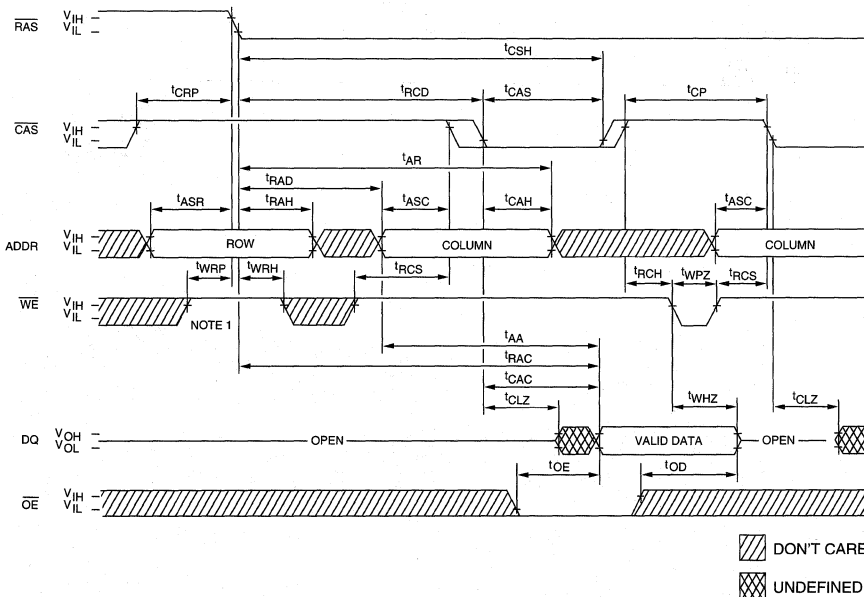 RAS VIH
VIL
tCSH
tCRP tRCD tCAS tCP
CAS VIH
VIL
tAR
tRAD
tASR tRAH tASC tCAH tASC
ADDR VIH
VIL
ROW COLUMN COLUMN
tWRP tWRH tRCS tRCH tWPZ tRCS
WE VIH
VIL
NOTE 1
tAA
tRAC
tCAC
tCLZ tWHZ tCLZ
DQ VOH
VOL
OPEN VALID DATA OPEN
tOE tOD
OE VIH
VIL
DON'T CARE
UNDEFINED